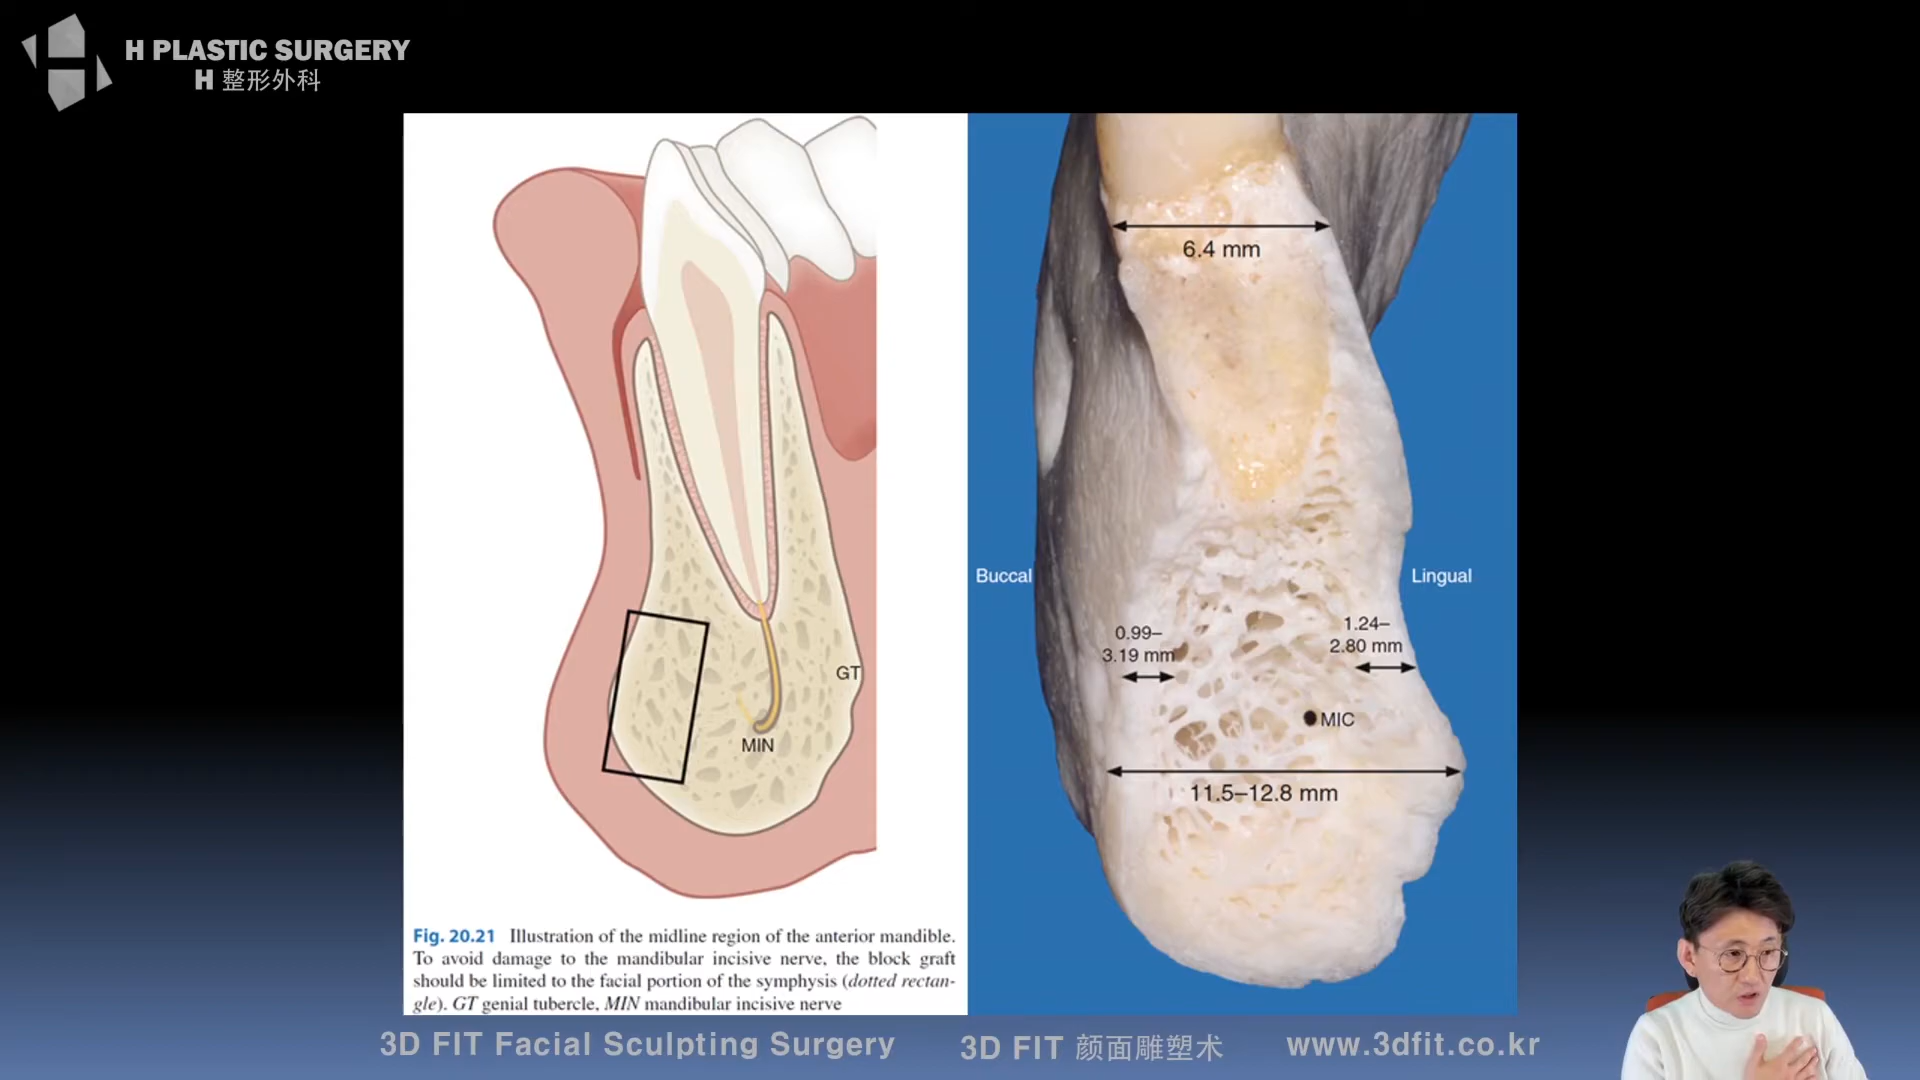 H PLASTIC SURGERY
H 整形外科
6.4 mm
Buccal
Lingual
0.99–
3.19 mm
1.24–
2.80 mm
GT
MIC
MIN
11.5–12.8 mm
Fig. 20.21 Illustration of the midline region of the anterior mandible.
To avoid damage to the mandibular incisive nerve, the block graft
should be limited to the facial portion of the symphysis (dotted rectan-
gle). GT genial tubercle, MIN mandibular incisive nerve
3D FIT Facial Sculpting Surgery
3D FIT 颜面雕塑术
www.3dfit.co.kr